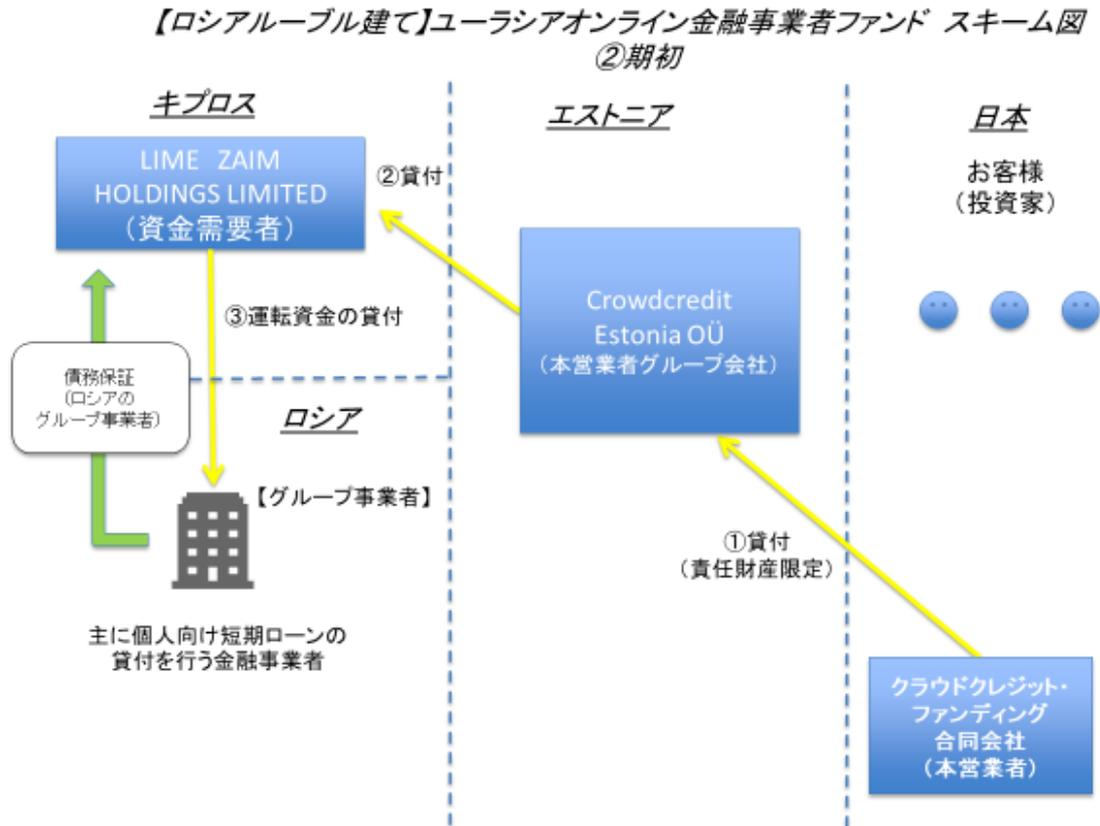 【ロシアルーブル建て】ユーラシアオンライン金融事業者ファンド スキーム図
②期初
キプロス
エストニア
日本
LIME ZAIM
HOLDINGS LIMITED
（資金需要者）
②貸付
お客様
（投資家）
Crowdcredit
Estonia OÜ
（本営業者グループ会社）
③運転資金の貸付
債務保証
(ロシアの
グループ事業者)
ロシア
【グループ事業者】
①貸付
（責任財産限定）
主に個人向け短期ローンの
貸付を行う金融事業者
クラウドクレジット・
ファンディング
合同会社
（本営業者）